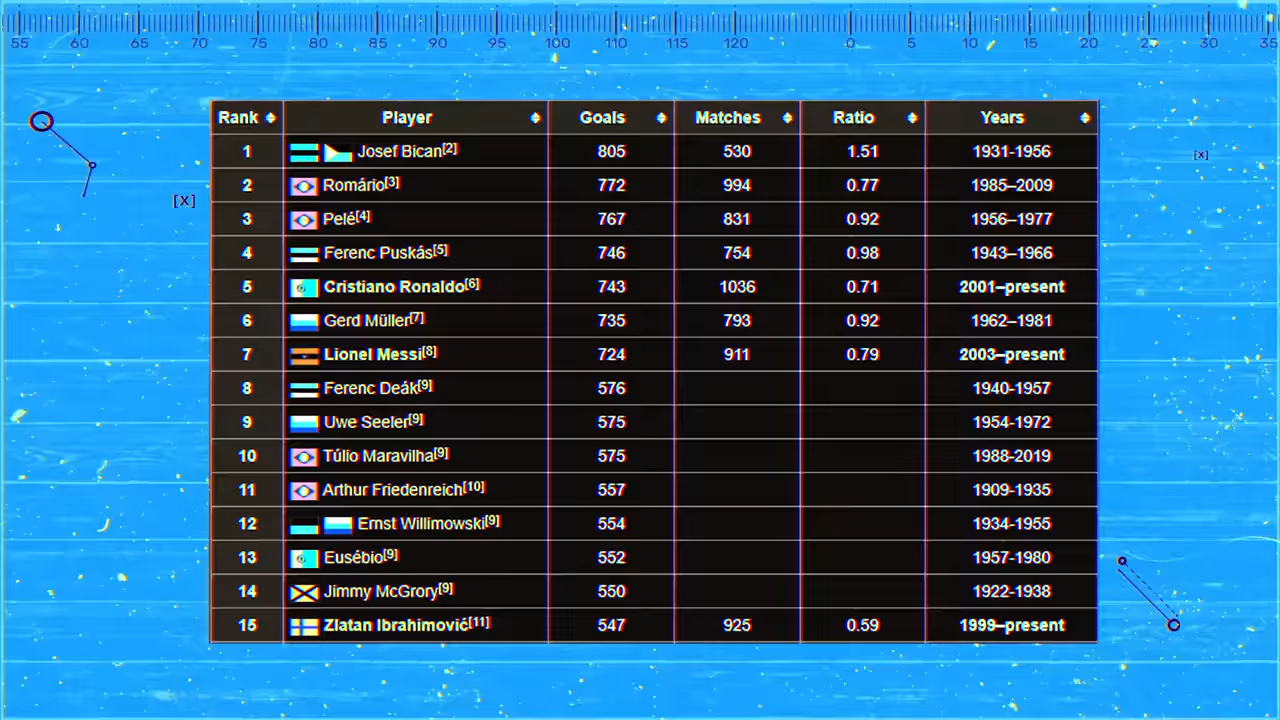 55 60 65 70 75 80 85 90 95 100 110 115 120 0 5 10 15 20 25 30 35
Rank Player Goals Matches Ratio Years
1 Josef Bican[2] 805 530 1.51 1931-1956
[X]
2 Romário[3] 772 994 0.77 1985–2009
[X]
3 Pelé[4] 767 831 0.92 1956–1977
4 Ferenc Puskás[5] 746 754 0.98 1943–1966
5 Cristiano Ronaldo[6] 743 1036 0.71 2001–present
6 Gerd Müller[7] 735 793 0.92 1962–1981
7 Lionel Messi[8] 724 911 0.79 2003–present
8 Ferenc Deák[9] 576 1940-1957
9 Uwe Seeler[9] 575 1954-1972
10 Túlio Maravilha[9] 575 1988-2019
11 Arthur Friedenreich[10] 557 1909-1935
12 Ernst Willimowski[9] 554 1934-1955
13 Eusébio[9] 552 1957-1980
14 Jimmy McGrory[9] 550 1922-1938
15 Zlatan Ibrahimović[11] 547 925 0.59 1999–present